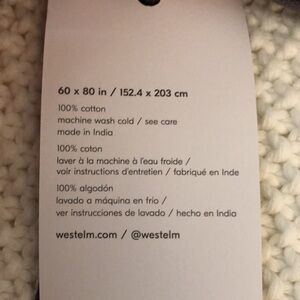 60 x 80 in / 152.4 x 203 cm
100% cotton
machine wash cold / see care
made in India
100% coton
laver à la machine à l'eau froide /
voir instructions d'entretien / fabriqué en Inde
100% algodón
lavado a máquina en frío /
ver instrucciones de lavado / hecho en India
westelm.com / @westelm